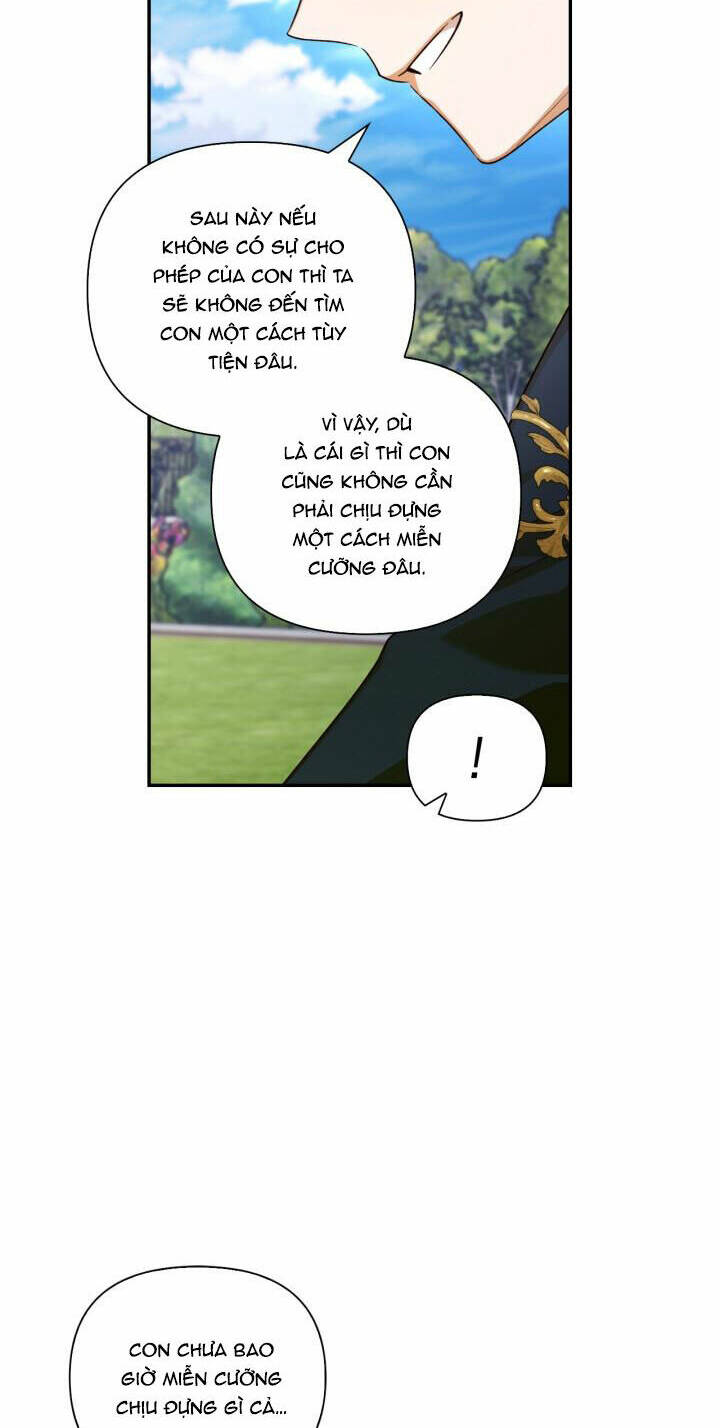 SAU NÀY NẾU
KHÔNG CÓ SỰ CHO
PHÉP CỦA CON THÌ TA
SẼ KHÔNG ĐẾN TÌM
CON MỘT CÁCH TÙY
TIỆN ĐÂU.
VÌ VẬY, DÙ
LÀ CÁI GÌ THÌ CON
CŨNG KHÔNG CẦN
PHẢI CHỊU ĐỰNG
MỘT CÁCH MIỄN
CƯỠNG ĐÂU.
!
CON CHƯA BAO
GIỜ MIỄN CƯỠNG
CHỊU ĐỰNG GÌ CẢ...